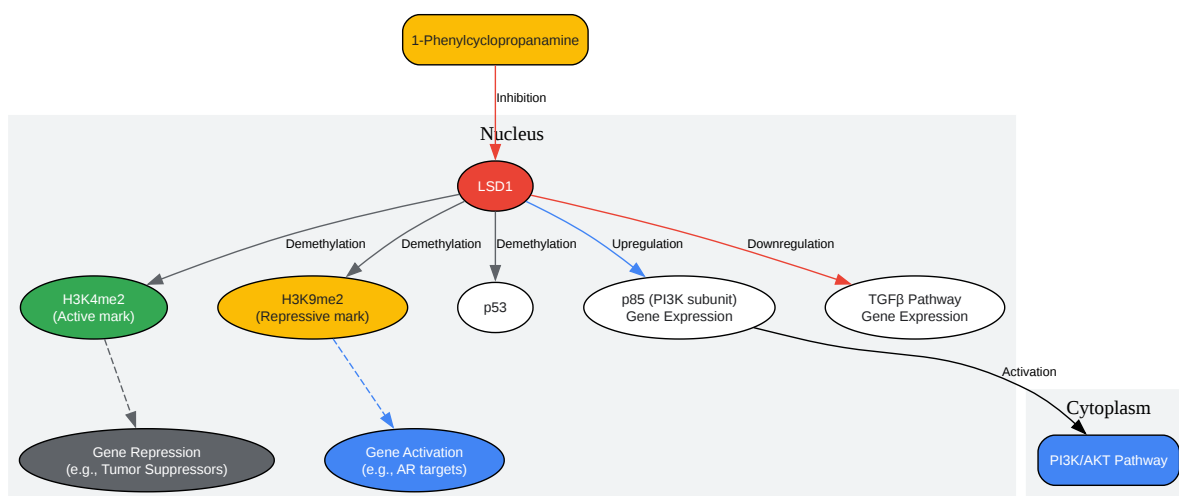 1-Phenylcyclopropanamine
Inhibition
Nucleus
LSD1
Demethylation
Demethylation
Demethylation
Upregulation
Downregulation
H3K4me2
(Active mark)
H3K9me2
(Repressive mark)
p53
p85 (PI3K subunit)
Gene Expression
TGFβ Pathway
Gene Expression
Activation
Cytoplasm
Gene Repression
(e.g., Tumor Suppressors)
Gene Activation
(e.g., AR targets)
PI3K/AKT Pathway